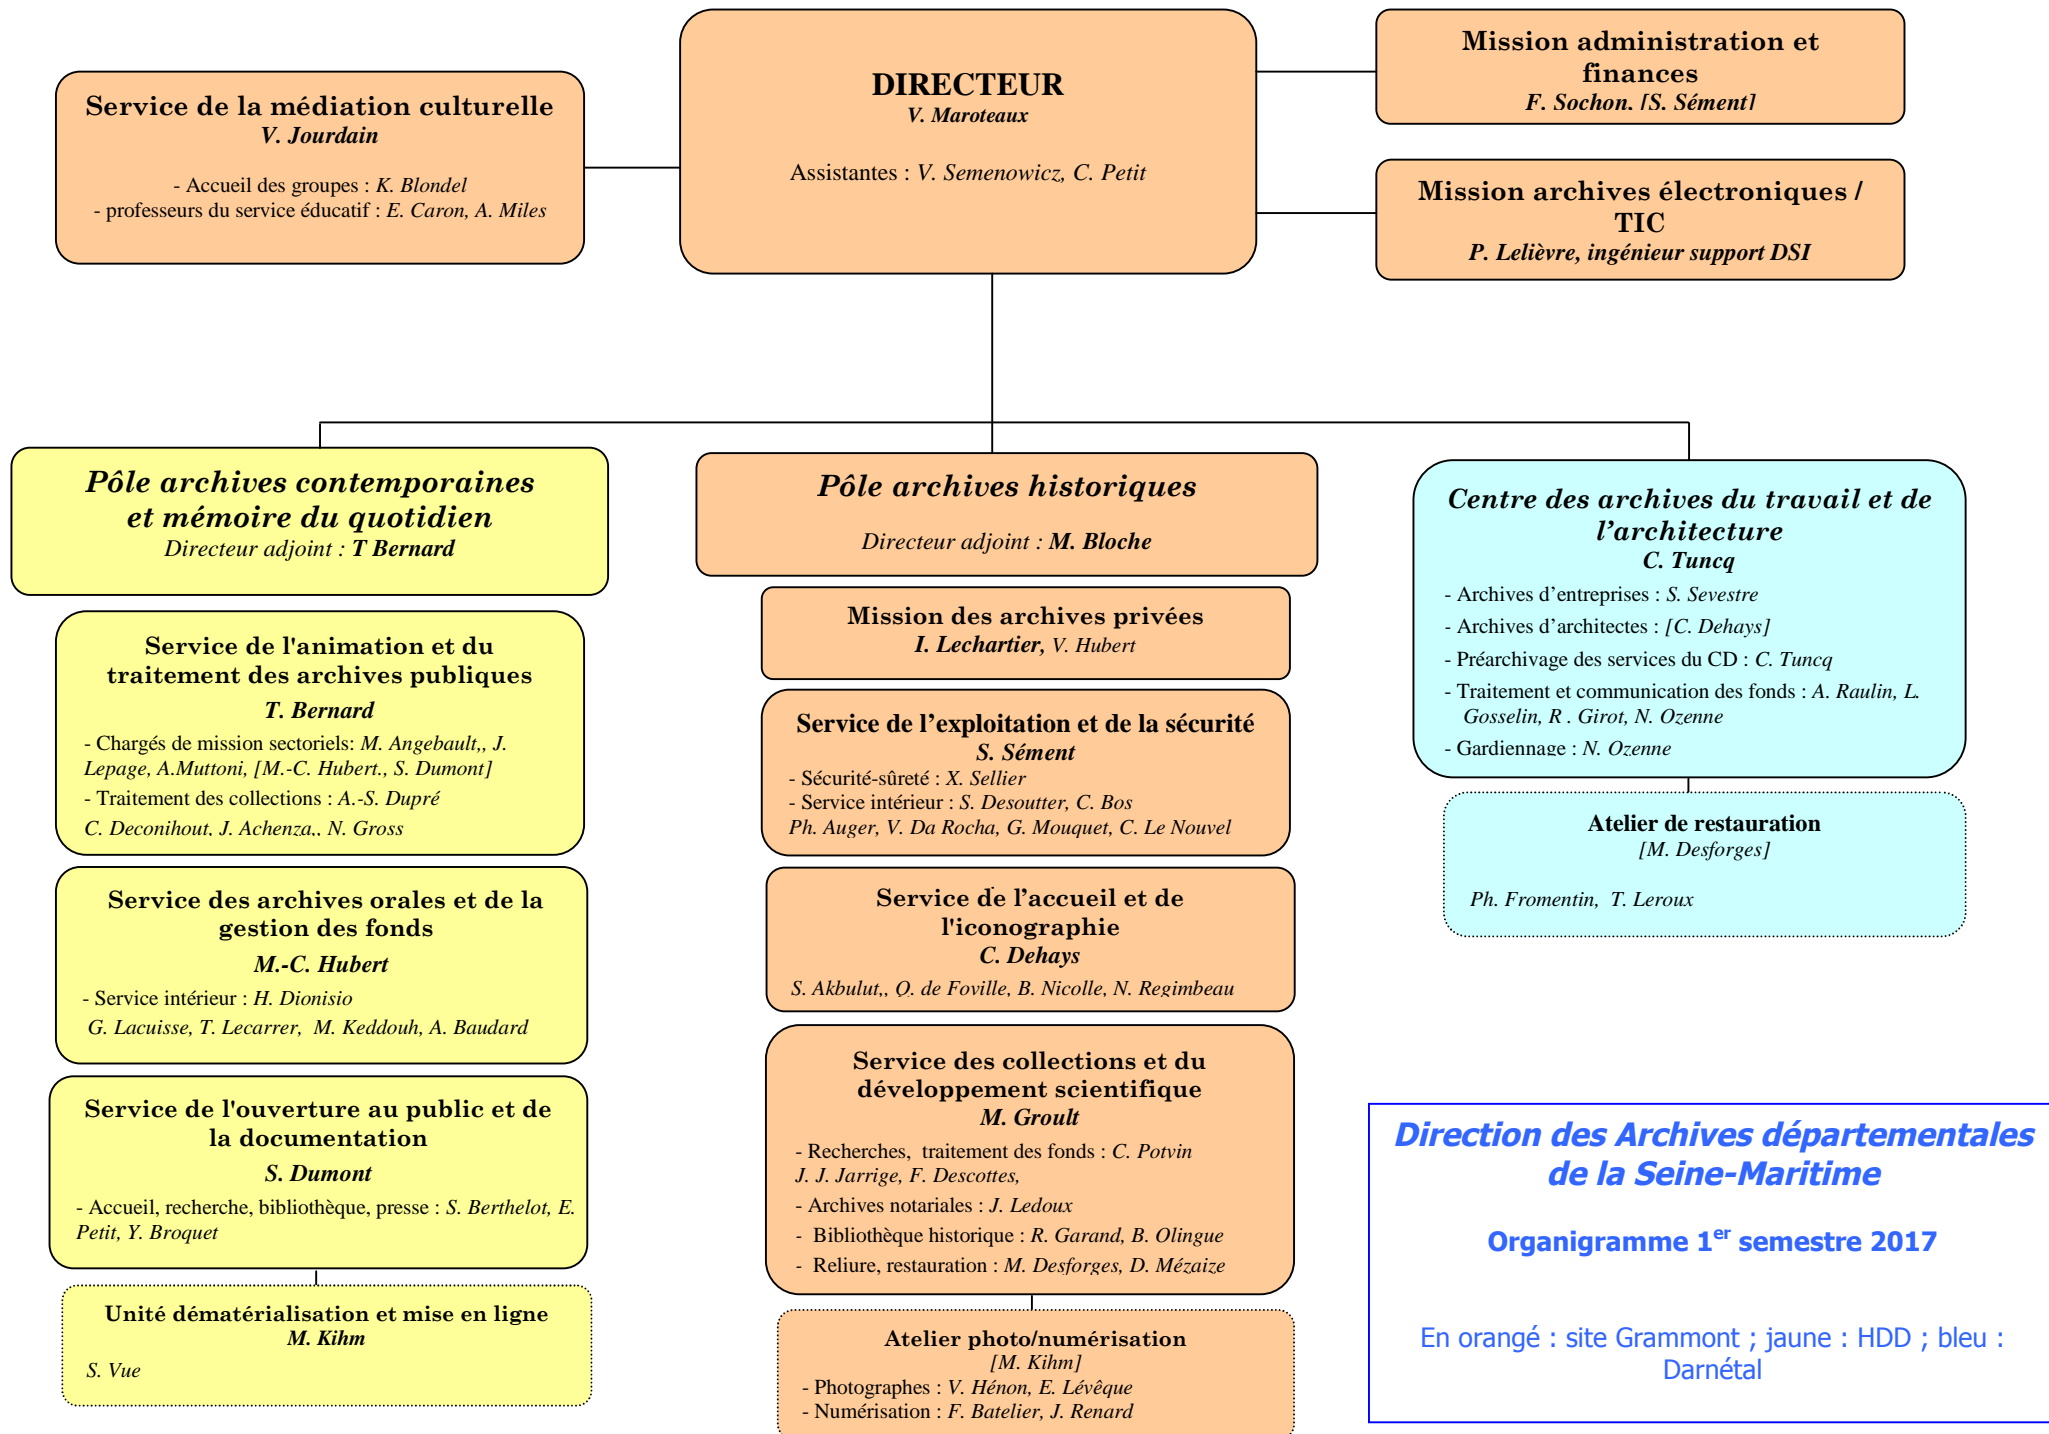 Service de la médiation culturelle
V. Jourdain
- Accueil des groupes : K. Blondel
- professeurs du service éducatif : E. Caron, A. Miles
DIRECTEUR
V. Maroteaux
Assistantes : V. Semenowicz, C. Petit
Mission administration et
finances
F. Sochon, [S. Sément]
Mission archives électroniques /
TIC
P. Lelièvre, ingénieur support DSI
Pôle archives contemporaines
et mémoire du quotidien
Directeur adjoint : T Bernard
Service de l'animation et du
traitement des archives publiques
T. Bernard
- Chargés de mission sectoriels: M. Angebault,, J.
Lepage, A.Muttoni, [M.-C. Hubert., S. Dumont]
- Traitement des collections : A.-S. Dupré
C. Deconihout, J. Achenza,, N. Gross
Service des archives orales et de la
gestion des fonds
M.-C. Hubert
- Service intérieur : H. Dionisio
G. Lacuisse, T. Lecarrer, M. Keddouh, A. Baudard
Service de l'ouverture au public et de
la documentation
S. Dumont
- Accueil, recherche, bibliothèque, presse : S. Berthelot, E.
Petit, Y. Broquet
Unité dématérialisation et mise en ligne
M. Kihm
S. Vue
Pôle archives historiques
Directeur adjoint : M. Bloche
Mission des archives privées
I. Lechartier, V. Hubert
Service de l’exploitation et de la sécurité
S. Sément
- Sécurité-sûreté : X. Sellier
- Service intérieur : S. Desoutter, C. Bos
Ph. Auger, V. Da Rocha, G. Mouquet, C. Le Nouvel
Service de l’accueil et de
l'iconographie
C. Dehays
S. Akbulut,, Q. de Foville, B. Nicolle, N. Regimbeau
Service des collections et du
développement scientifique
M. Groult
- Recherches, traitement des fonds : C. Potvin
J. J. Jarrige, F. Descottes,
- Archives notariales : J. Ledoux
- Bibliothèque historique : R. Garand, B. Olingue
- Reliure, restauration : M. Desforges, D. Mézaize
Atelier photo/numérisation
[M. Kihm]
- Photographes : V. Hénon, E. Lévêque
- Numérisation : F. Batelier, J. Renard
Centre des archives du travail et de
l’architecture
C. Tuncq
- Archives d’entreprises : S. Sevestre
- Archives d’architectes : [C. Dehays]
- Préarchivage des services du CD : C. Tuncq
- Traitement et communication des fonds : A. Raulin, L.
Gosselin, R . Girot, N. Ozenne
- Gardiennage : N. Ozenne
Atelier de restauration
[M. Desforges]
Ph. Fromentin, T. Leroux
Direction des Archives départementales
de la Seine-Maritime
Organigramme 1er semestre 2017
En orangé : site Grammont ; jaune : HDD ; bleu :
Darnétal